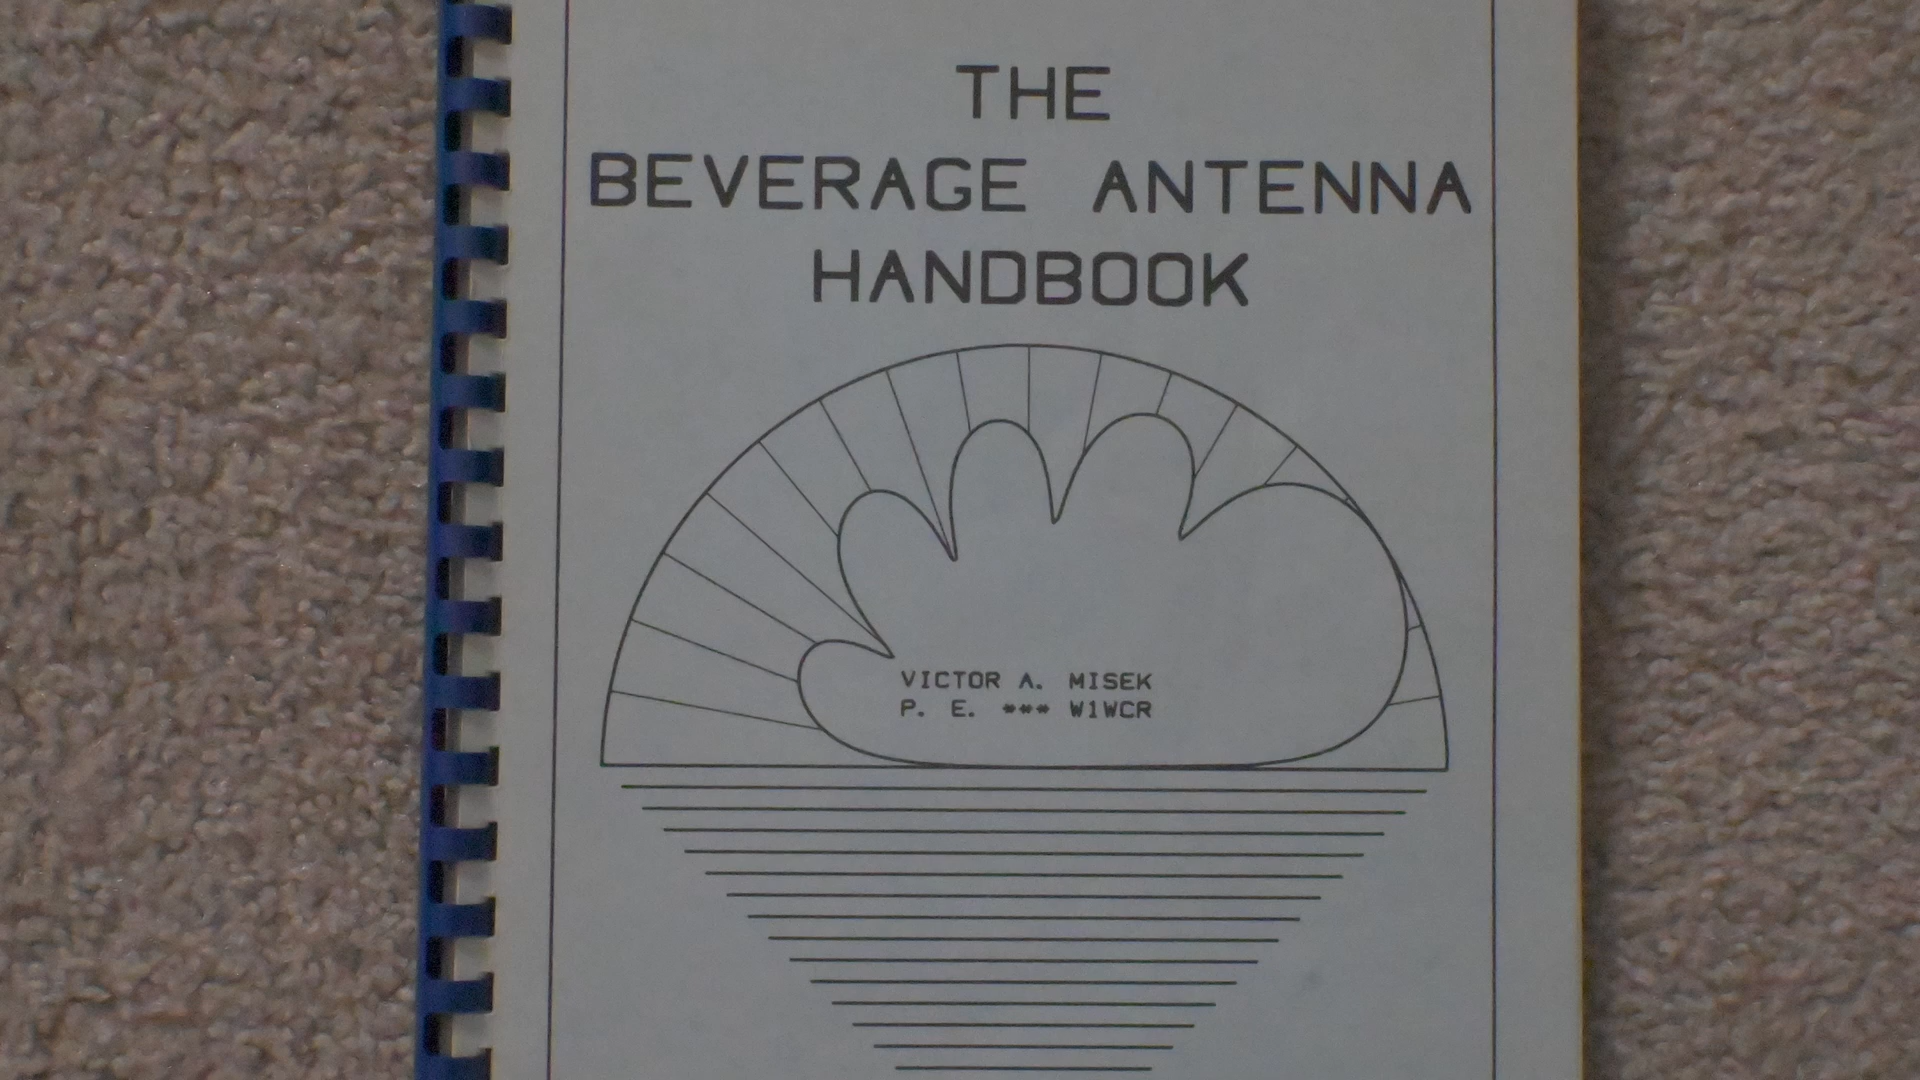 THE
BEVERAGE ANTENNA
HANDBOOK
VICTOR A. MISEK
P. E. *** W1WCR